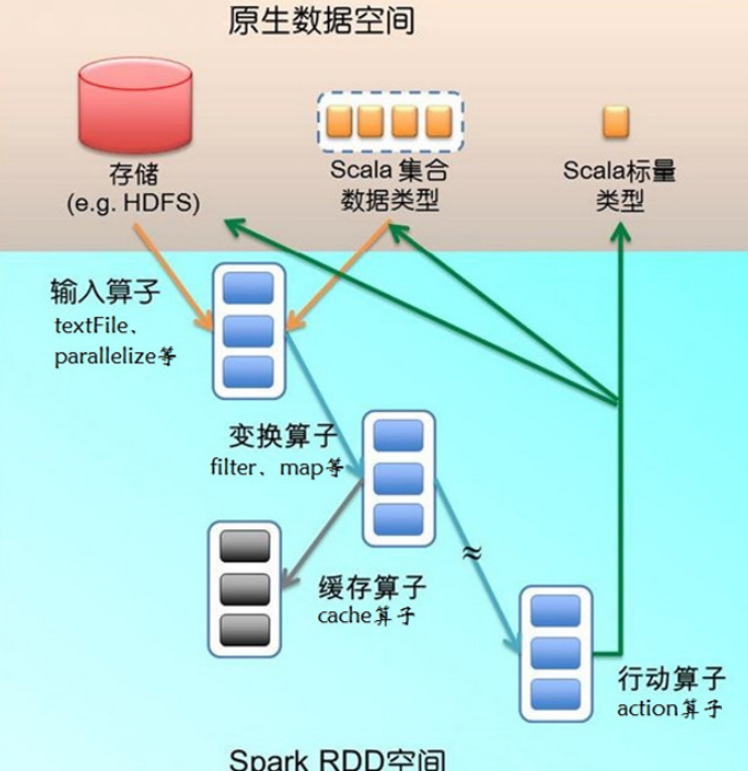 原生数据空间
存储
(e.g. HDFS)
Scala 集合
数据类型
Scala标量
类型
输入算子
textFile、
parallelize等
变换算子
filter、map等
≈
缓存算子
cache算子
行动算子
action算子
Spark RDD空间